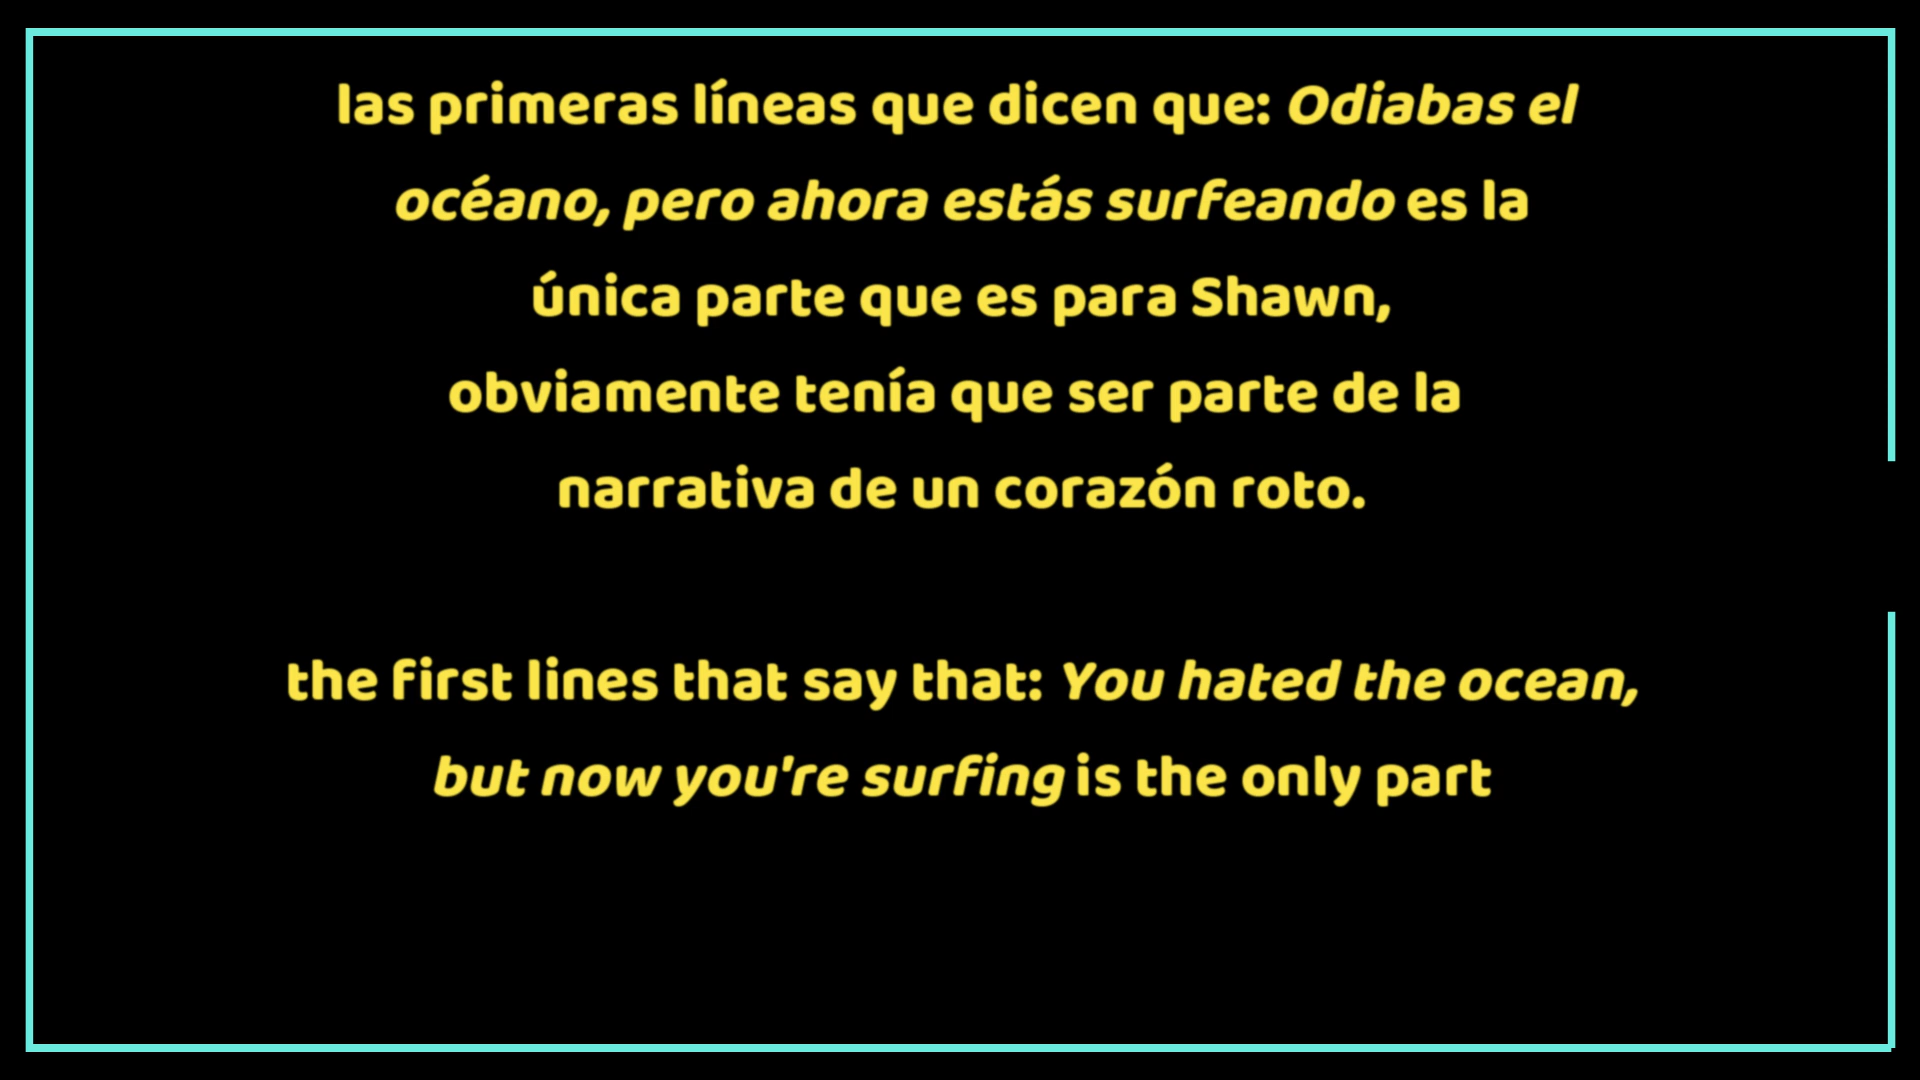 las primeras líneas que dicen que: Odiabas el
océano, pero ahora estás surfeando es la
única parte que es para Shawn,
obviamente tenía que ser parte de la
narrativa de un corazón roto.
the first lines that say that: You hated the ocean,
but now you're surfing is the only part